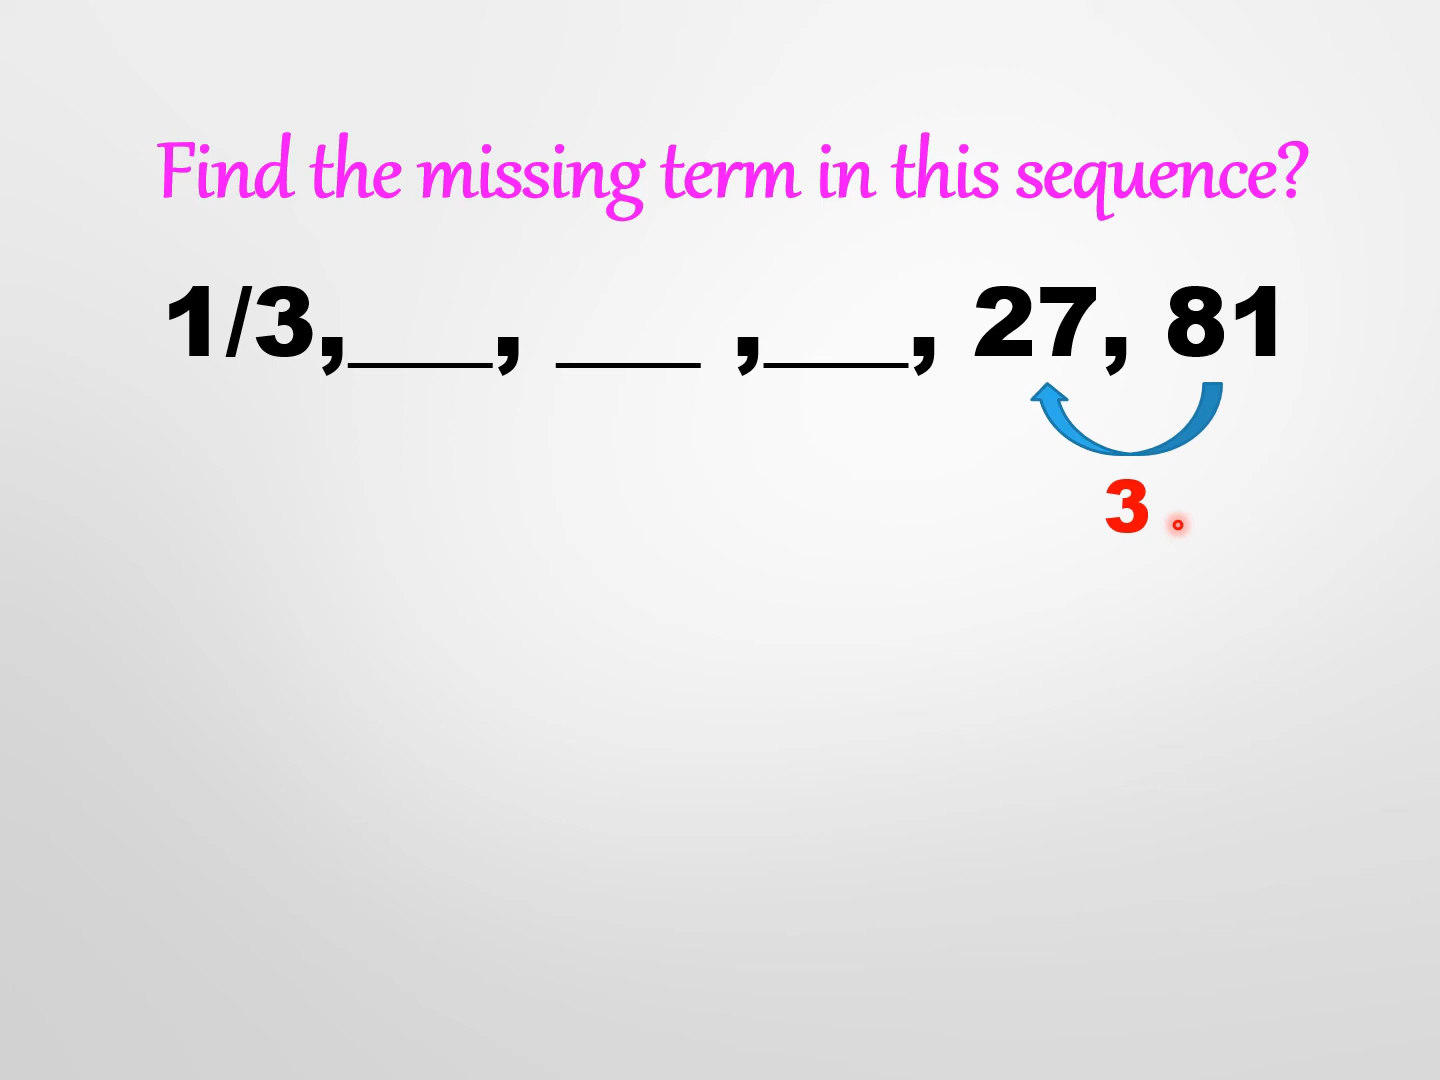 Find the missing term in this sequence?
1/3,___, ___ ,___, 27, 81
3